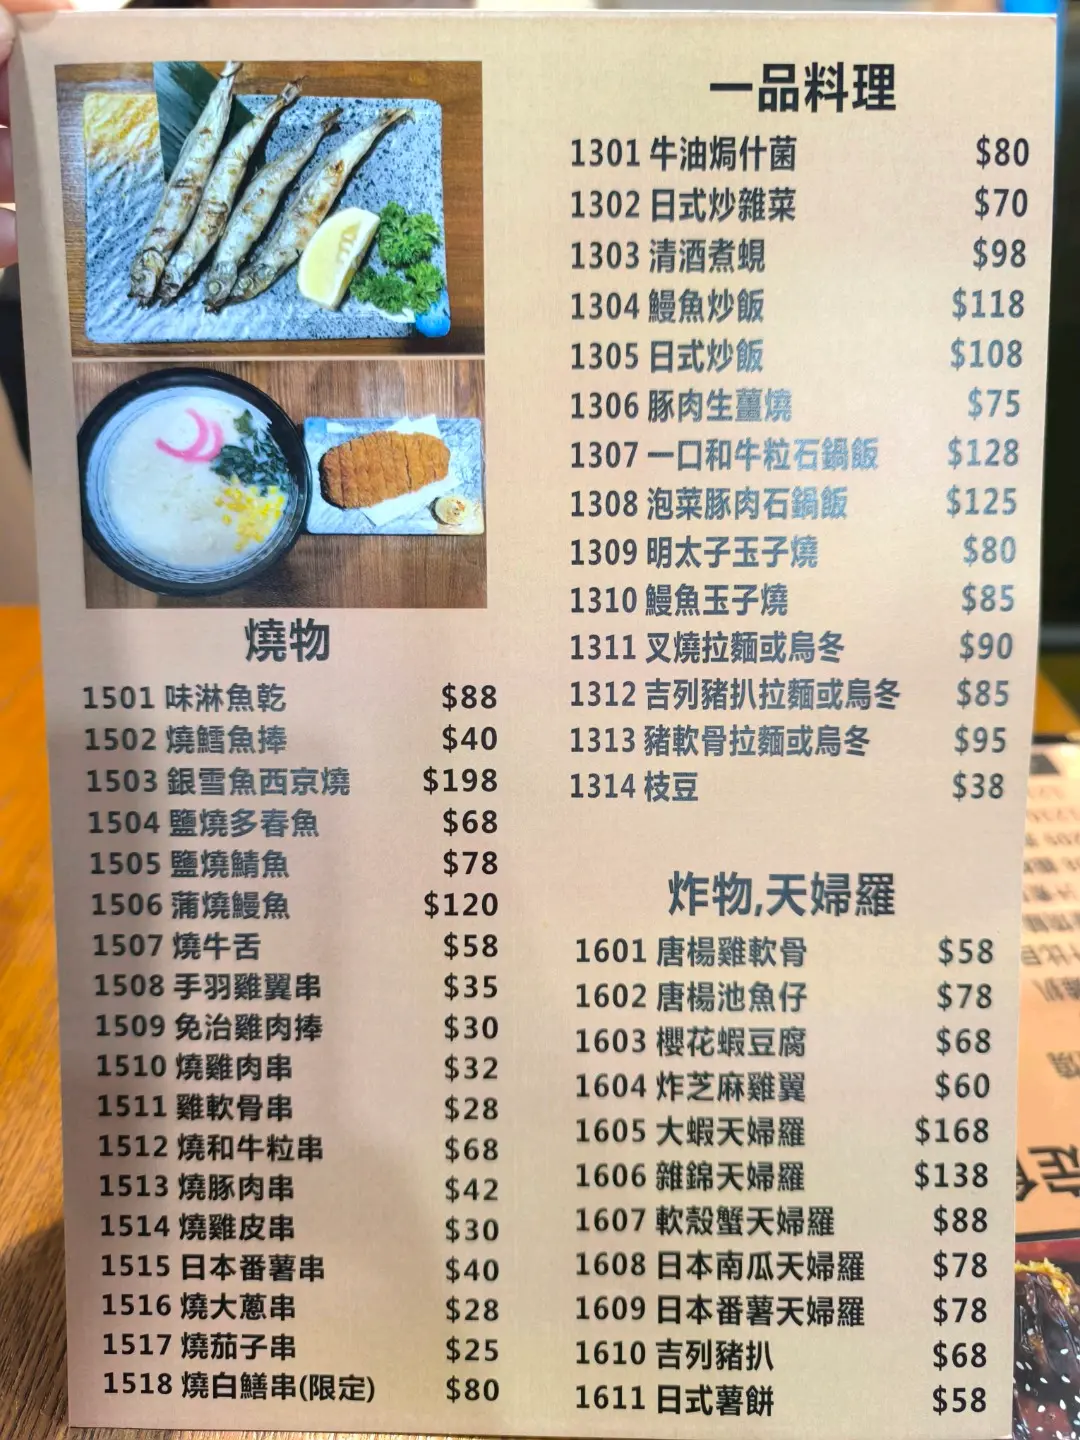 燒物
1501 味淋魚乾 $88
1502 燒鱈魚捧 $40
1503 銀雪魚西京燒 $198
1504 鹽燒多春魚 $68
1505 鹽燒鯖魚 $78
1506 蒲燒鰻魚 $120
1507 燒牛舌 $58
1508 手羽雞翼串 $35
1509 免治雞肉捧 $30
1510 燒雞肉串 $32
1511 雞軟骨串 $28
1512 燒和牛粒串 $68
1513 燒豚肉串 $42
1514 燒雞皮串 $30
1515 日本番薯串 $40
1516 燒大蔥串 $28
1517 燒茄子串 $25
1518 燒白鱔串(限定) $80
一品料理
1301 牛油焗什菌 $80
1302 日式炒雜菜 $70
1303 清酒煮蜆 $98
1304 鰻魚炒飯 $118
1305 日式炒飯 $108
1306 豚肉生薑燒 $75
1307 一口和牛粒石鍋飯 $128
1308 泡菜豚肉石鍋飯 $125
1309 明太子玉子燒 $80
1310 鰻魚玉子燒 $85
1311 叉燒拉麵或烏冬 $90
1312 吉列豬扒拉麵或烏冬 $85
1313 豬軟骨拉麵或烏冬 $95
1314 枝豆 $38
炸物,天婦羅
1601 唐楊雞軟骨 $58
1602 唐楊池魚仔 $78
1603 櫻花蝦豆腐 $68
1604 炸芝麻雞翼 $60
1605 大蝦天婦羅 $168
1606 雜錦天婦羅 $138
1607 軟殼蟹天婦羅 $88
1608 日本南瓜天婦羅 $78
1609 日本番薯天婦羅 $78
1610 吉列豬扒 $68
1611 日式薯餅 $58